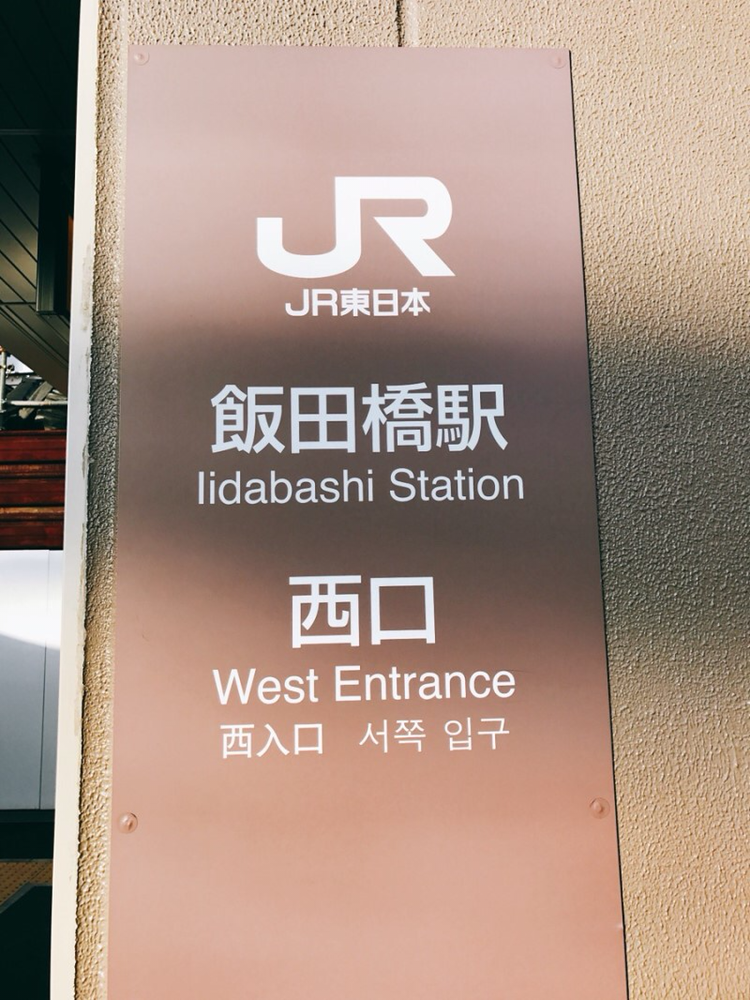 JR
JR東日本
飯田橋駅
Iidabashi Station
西口
West Entrance
西入口 서쪽 입구